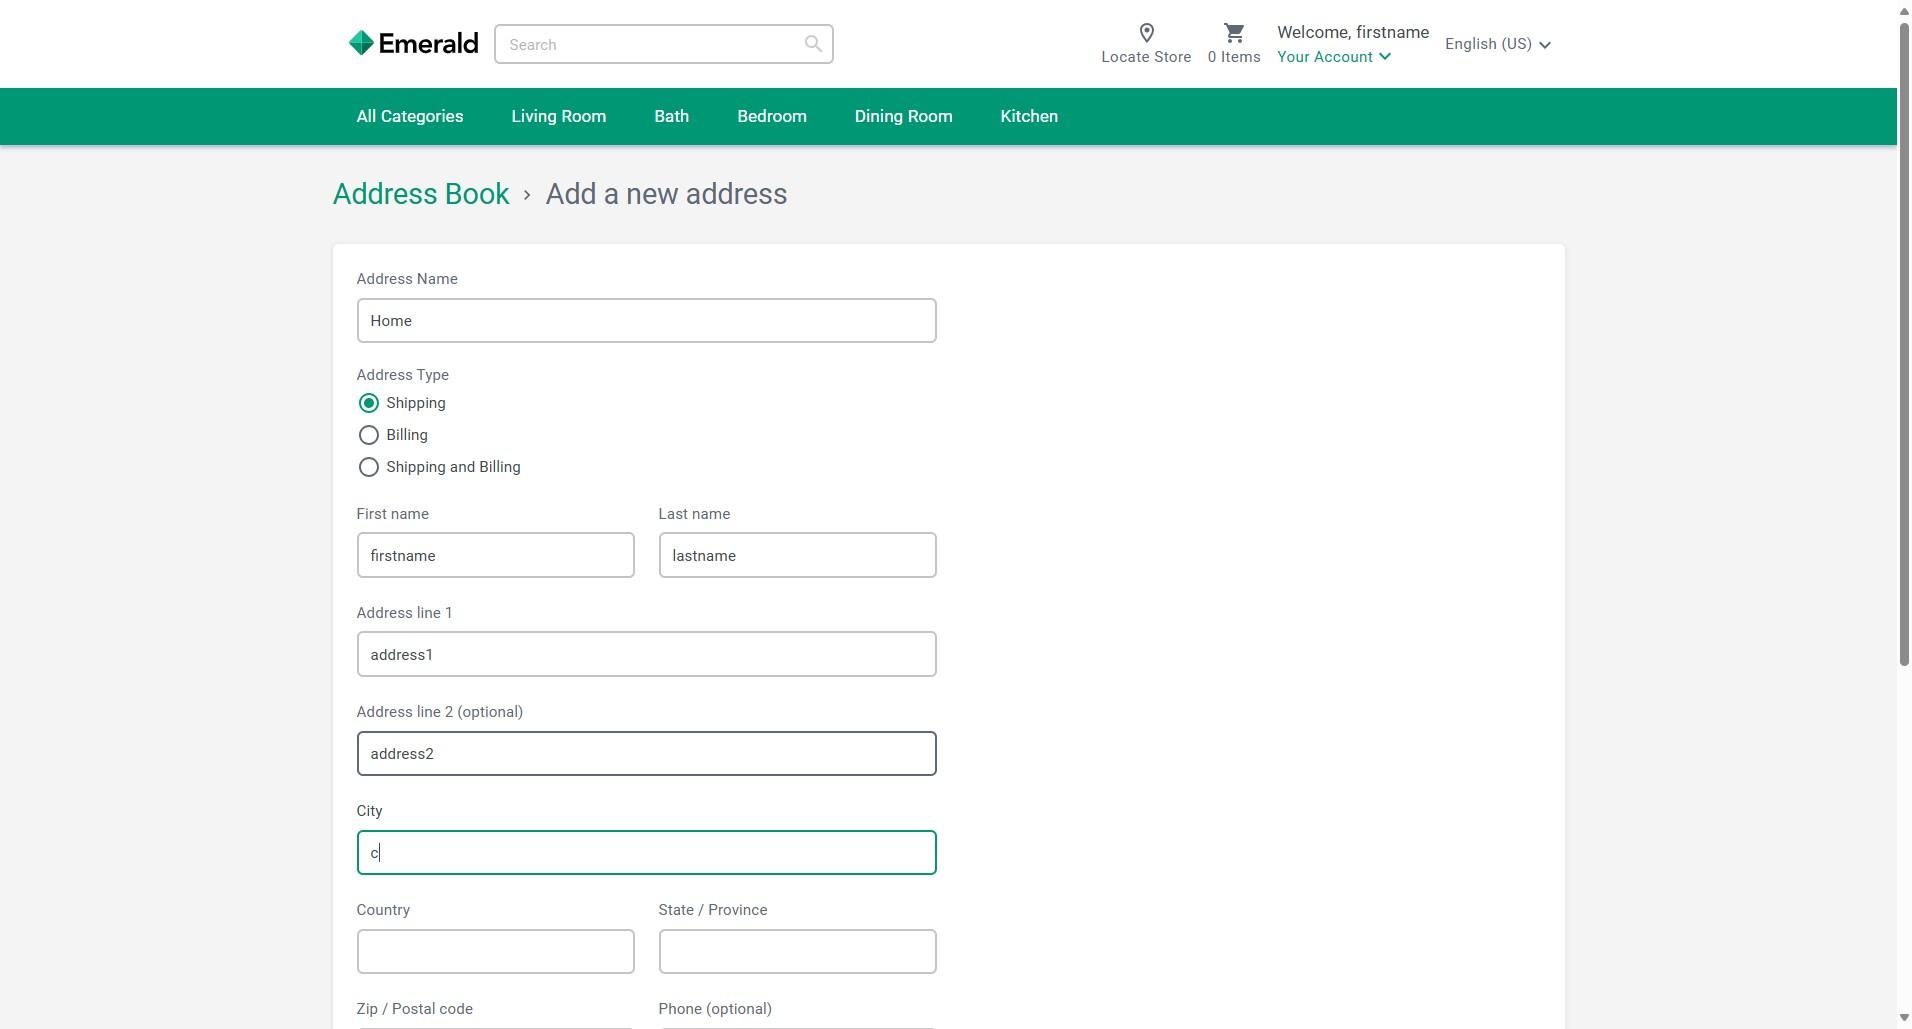 Emerald
Search
Locate Store
0 Items
Welcome, firstname
Your Account
English (US)
All Categories
Living Room
Bath
Bedroom
Dining Room
Kitchen
Address Book › Add a new address
Address Name
Home
Address Type
Shipping
Billing
Shipping and Billing
First name
Last name
firstname
lastname
Address line 1
address1
Address line 2 (optional)
address2
City
c
Country
State / Province
Zip / Postal code
Phone (optional)